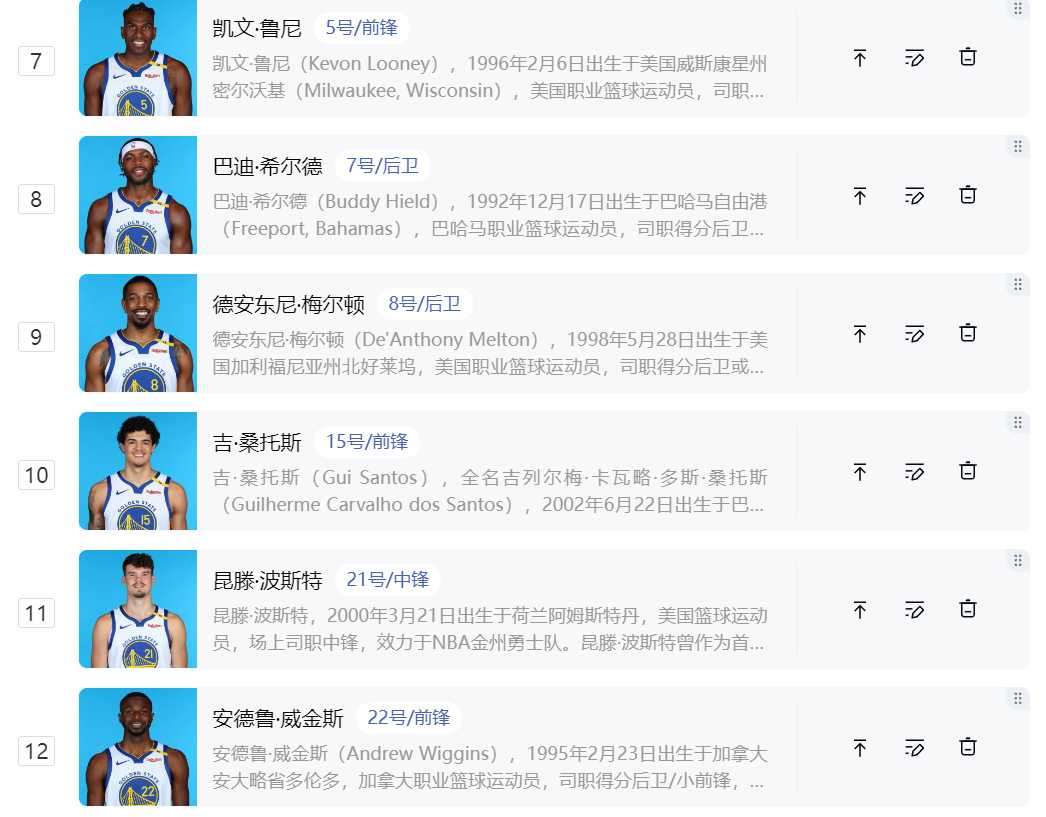 7
凯文·鲁尼 5号/前锋
凯文·鲁尼（Kevon Looney），1996年2月6日出生于美国威斯康星州
密尔沃基（Milwaukee, Wisconsin），美国职业篮球运动员，司职...
5
8
巴迪·希尔德 7号/后卫
巴迪·希尔德（Buddy Hield），1992年12月17日出生于巴哈马自由港
（Freeport, Bahamas），巴哈马职业篮球运动员，司职得分后卫...
GOLDEN STATE
7
9
德安东尼·梅尔顿 8号/后卫
德安东尼·梅尔顿（De'Anthony Melton），1998年5月28日出生于美
国加利福尼亚州北好莱坞，美国职业篮球运动员，司职得分后卫或...
GOLDEN STATE
8
10
吉·桑托斯 15号/前锋
吉·桑托斯（Gui Santos），全名吉列尔梅·卡瓦略·多斯·桑托斯
（Guilherme Carvalho dos Santos），2002年6月22日出生于巴...
GOLDEN STATE
15
11
昆滕·波斯特 21号/中锋
昆滕·波斯特，2000年3月21日出生于荷兰阿姆斯特丹，美国篮球运动
员，场上司职中锋，效力于NBA金州勇士队。昆滕·波斯特曾作为首...
GOLDEN STATE
21
12
安德鲁·威金斯 22号/前锋
安德鲁·威金斯（Andrew Wiggins），1995年2月23日出生于加拿大
安大略省多伦多，加拿大职业篮球运动员，司职得分后卫/小前锋，...
GOLDEN STATE
22